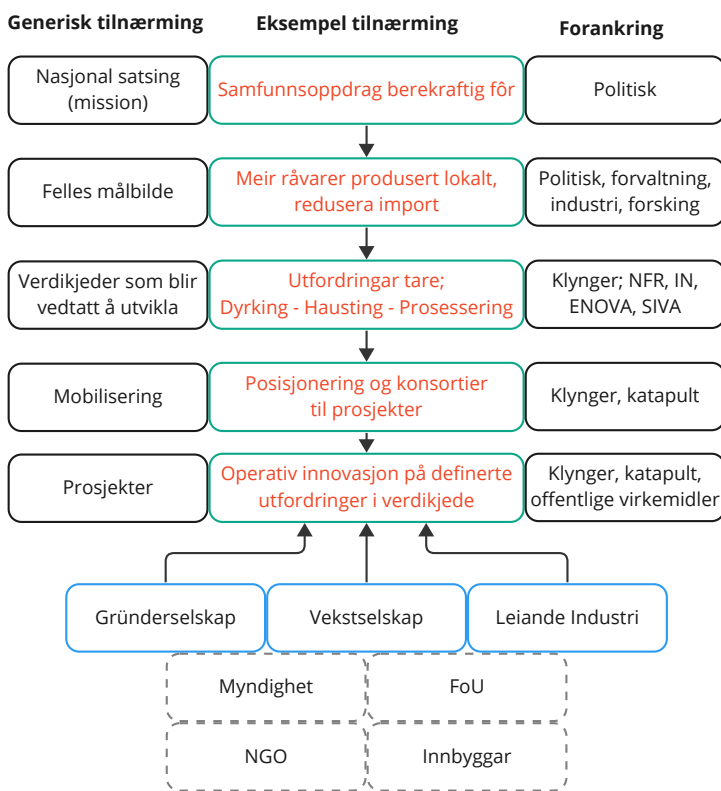 Generisk tilnærming
Eksempel tilnærming
Forankring
Nasjonal satsing
(mission)
Samfunnsoppdrag berekraftig fôr
Politisk
Felles målbilde
Meir råvarer produsert lokalt,
redusera import
Politisk, forvaltning,
industri, forsking
Verdikjeder som blir
vedtatt å utvikla
Utfordringar tare;
Dyrking - Hausting - Prosessering
Klynger; NFR, IN,
ENOVA, SIVA
Mobilisering
Posisjonering og konsortier
til prosjekter
Klynger, katapult
Prosjekter
Operativ innovasjon på definerte
utfordringer i verdikjede
Klynger, katapult,
offentlige virkemidler
Gründerselskap
Vekstselskap
Leiande Industri
Myndighet
FoU
NGO
Innbyggar